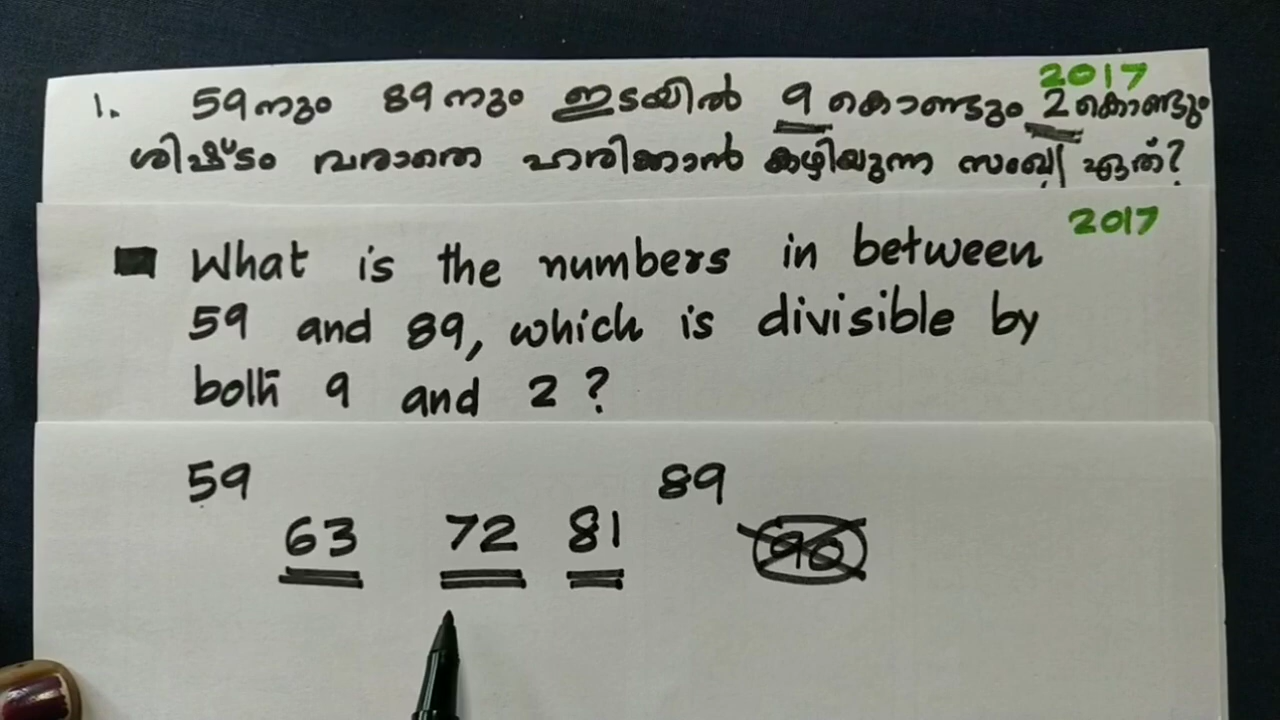 2017
1. 59നും 89നും ഇടയിൽ 9 കൊണ്ടും 2 കൊണ്ടും
ശിഷ്ടം വരാതെ ഹരിക്കാൻ കഴിയുന്ന സംഖ്യ ഏത്?
2017
What is the numbers in between
59 and 89, which is divisible by
both 9 and 2?
59 89
63 72 81 90